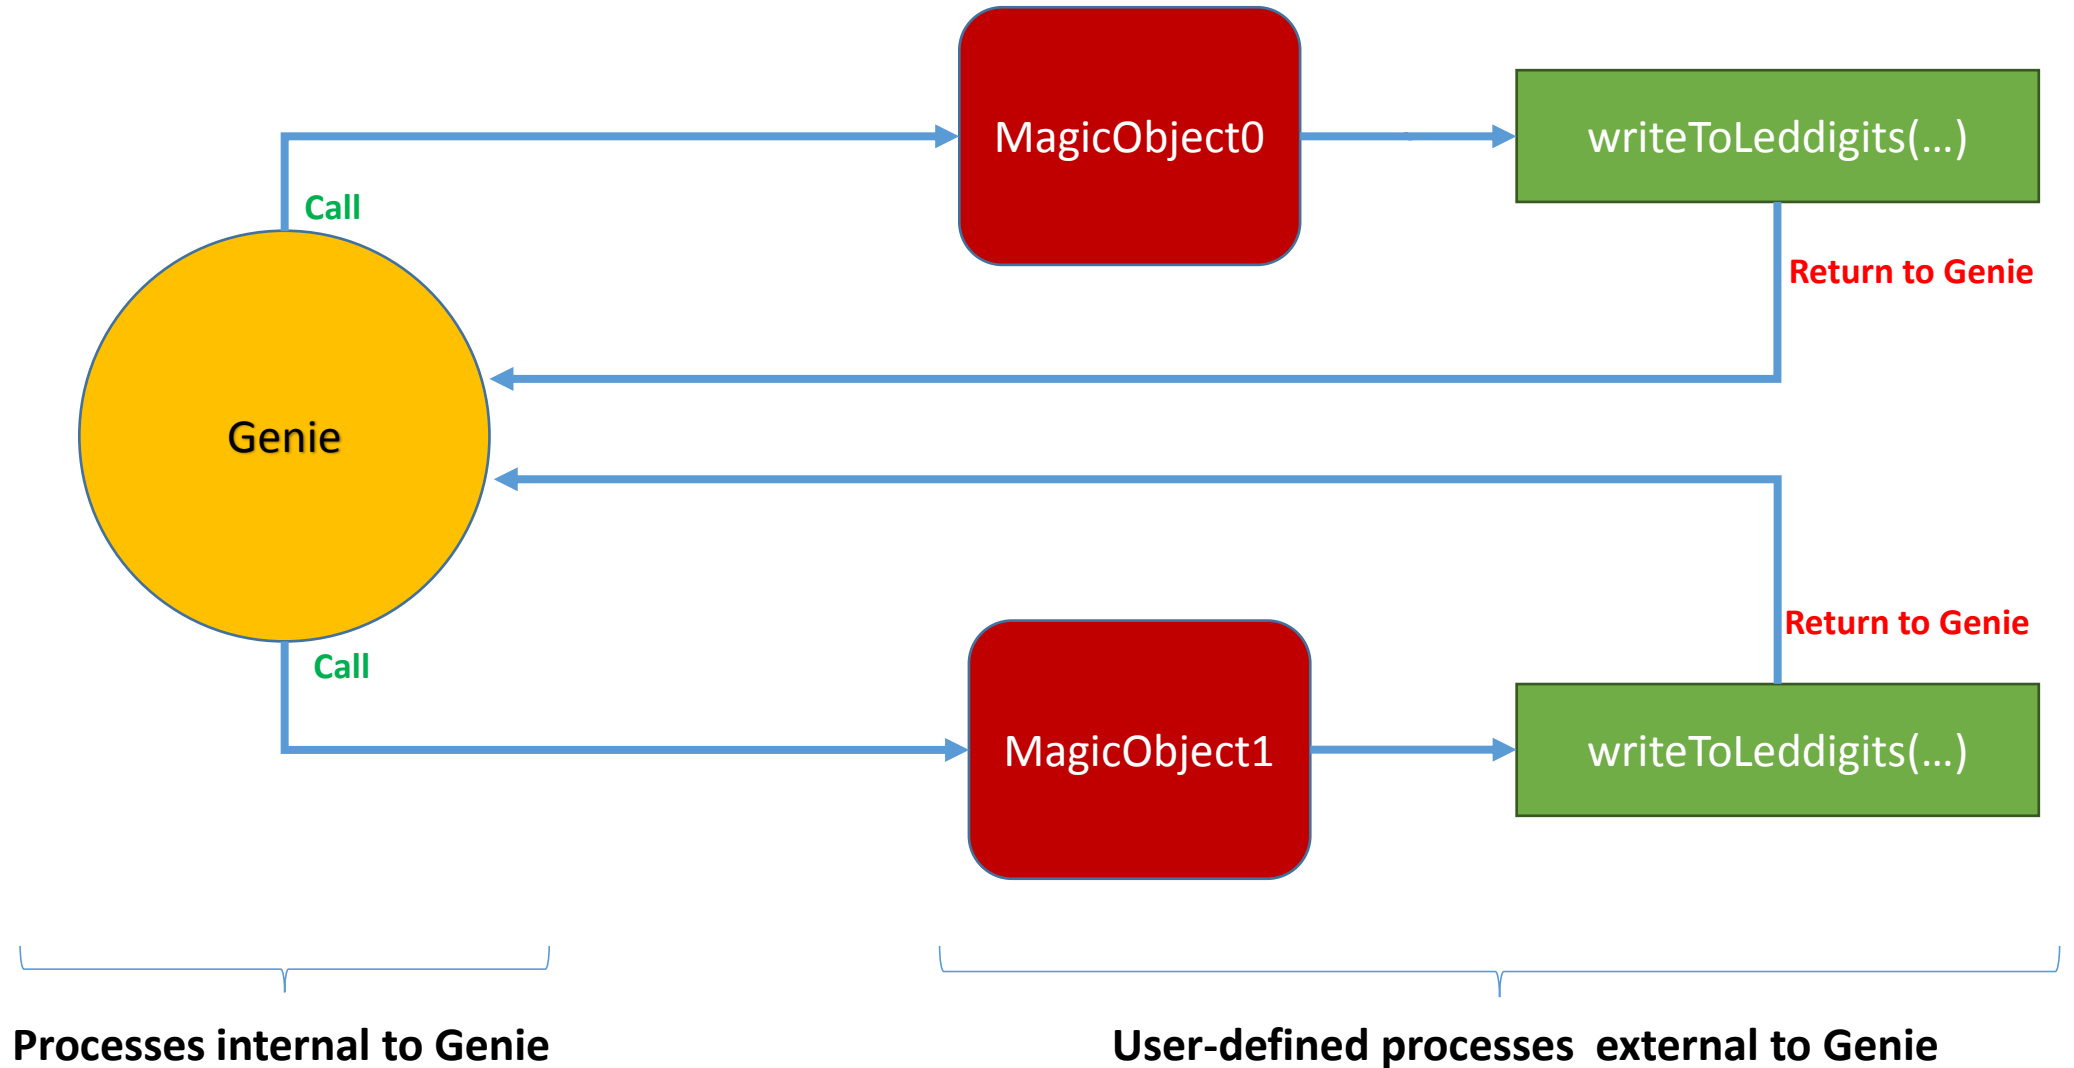 MagicObject0
writeToLeddigits(...)
Call
Return to Genie
Genie
Return to Genie
Call
MagicObject1
writeToLeddigits(...)
Processes internal to Genie
User-defined processes  external to Genie